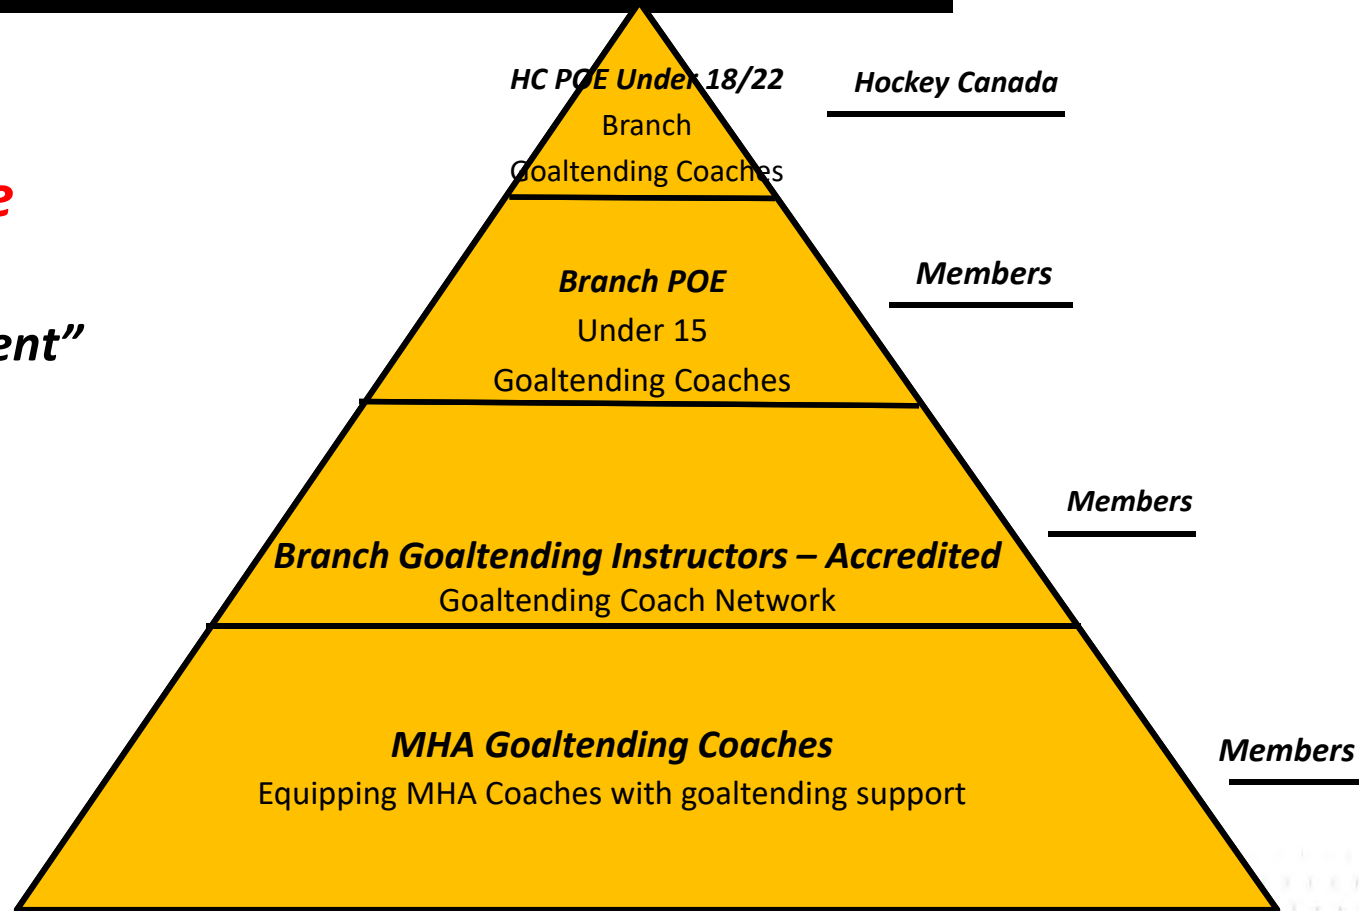 HC POE Under 18/22
Hockey Canada
Branch
Goaltending Coaches
e
Branch POE
Members
Under 15
ent”
Goaltending Coaches
Members
Branch Goaltending Instructors – Accredited
Goaltending Coach Network
MHA Goaltending Coaches
Members
Equipping MHA Coaches with goaltending support